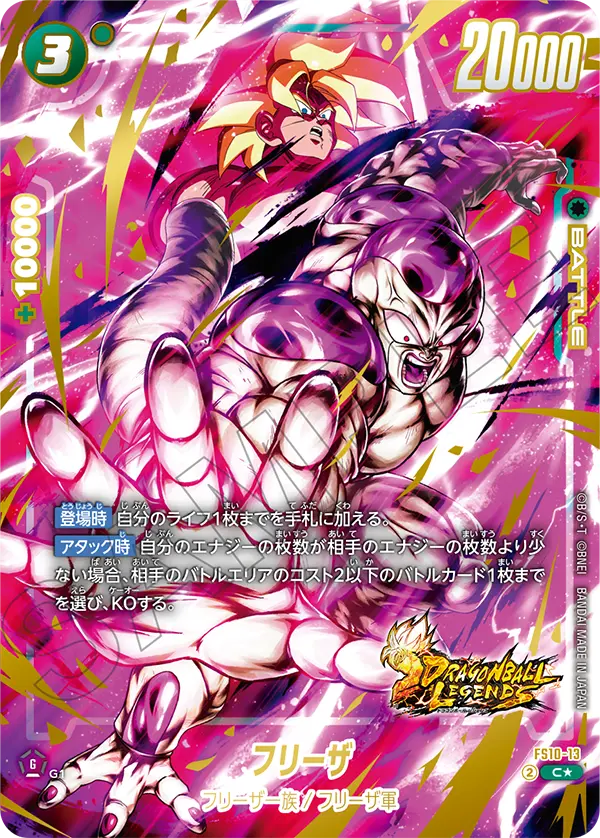 3
20000
+10000
BATTLE
登場時 自分のライフ1枚までを手札に加える。
アタック時 自分のエナジーの枚数が相手のエナジーの枚数より少
ない場合、相手のバトルエリアのコスト2以下のバトルカード1枚まで
を選び、KOする。
SAMPLE
©B/S・T ©BNEI BANDAI MADE IN JAPAN
DRAGONBALL
LEGENDS
FS10-13
フリーザ
G
G1
② C★
フリーザ一族/フリーザ軍